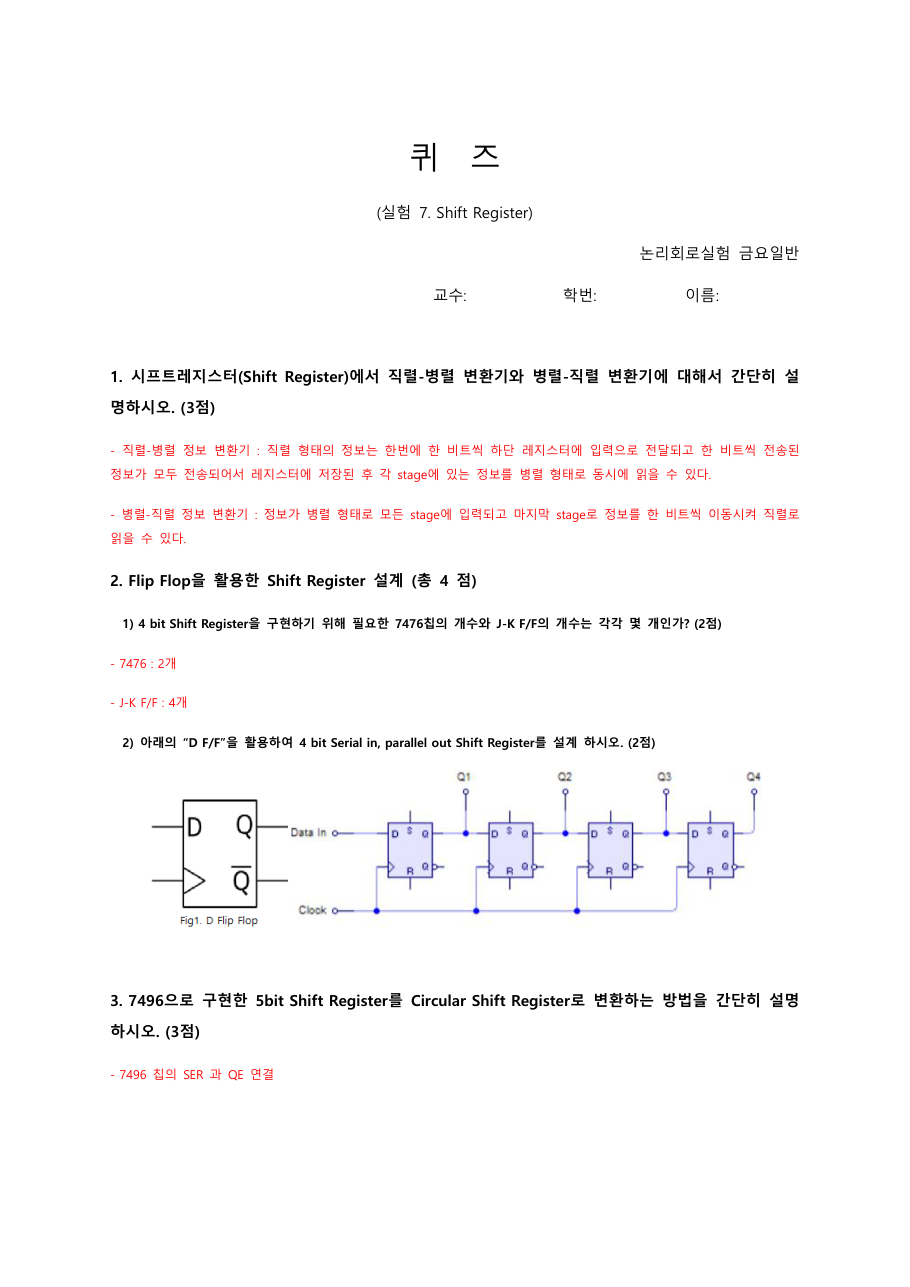 퀴 즈
(실험 7. Shift Register)
논리회로실험 금요일반
교수: 학번: 이름:
1. 시프트레지스터(Shift Register)에서 직렬-병렬 변환기와 병렬-직렬 변환기에 대해서 간단히 설
명하시오. (3점)
- 직렬-병렬 정보 변환기 : 직렬 형태의 정보는 한번에 한 비트씩 하단 레지스터에 입력으로 전달되고 한 비트씩 전송된
정보가 모두 전송되어서 레지스터에 저장된 후 각 stage에 있는 정보를 병렬 형태로 동시에 읽을 수 있다.
- 병렬-직렬 정보 변환기 : 정보가 병렬 형태로 모든 stage에 입력되고 마지막 stage로 정보를 한 비트씩 이동시켜 직렬로
읽을 수 있다.
2. Flip Flop을 활용한 Shift Register 설계 (총 4 점)
1) 4 bit Shift Register을 구현하기 위해 필요한 7476칩의 개수와 J-K F/F의 개수는 각각 몇 개인가? (2점)
- 7476 : 2개
- J-K F/F : 4개
2) 아래의 "D F/F"을 활용하여 4 bit Serial in, parallel out Shift Register를 설계 하시오. (2점)
Q1 Q2 Q3 Q4
D Q
Data In D S Q D S Q D S Q D S Q
Q
R Q R Q R Q R Q
Clock
Fig1. D Flip Flop
3. 7496으로 구현한 5bit Shift Register를 Circular Shift Register로 변환하는 방법을 간단히 설명
하시오. (3점)
- 7496 칩의 SER 과 QE 연결